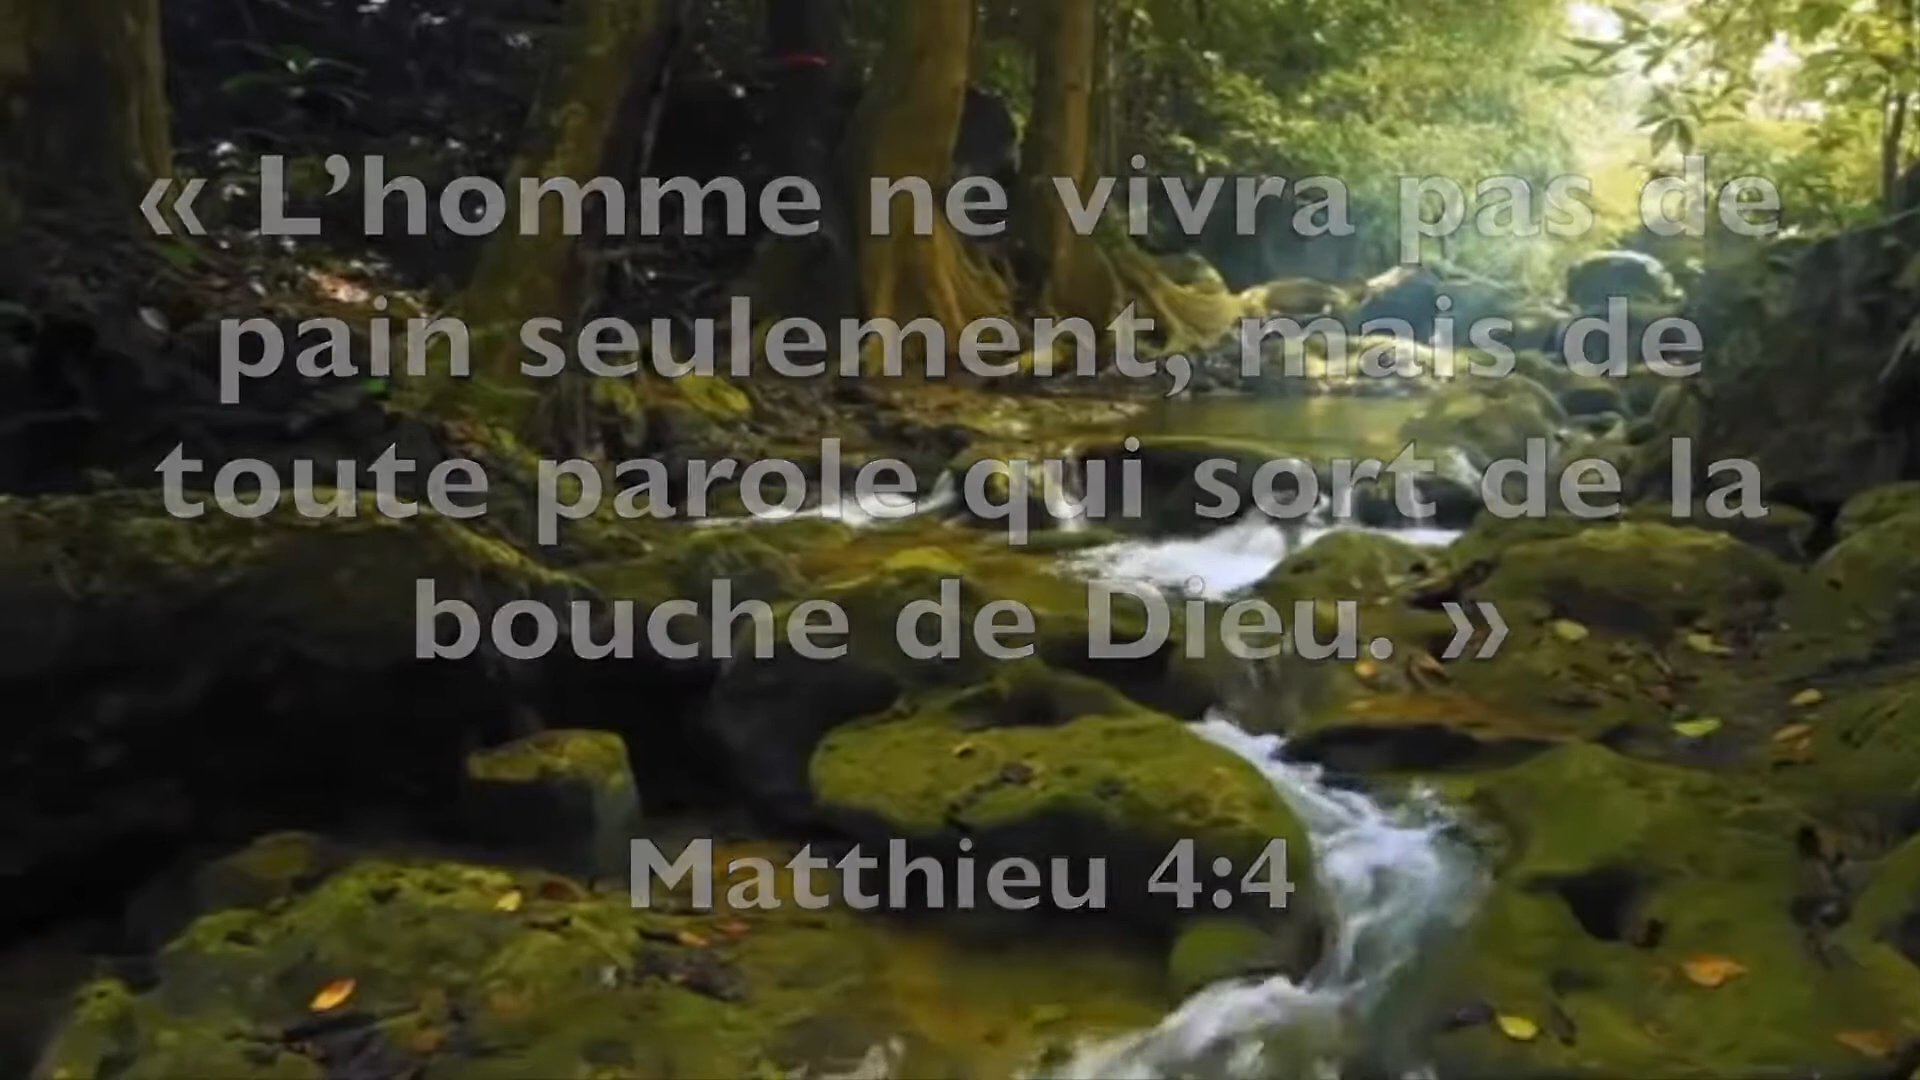 « L’homme ne vivra pas de
pain seulement, mais de
toute parole qui sort de la
bouche de Dieu. »
Matthieu 4:4